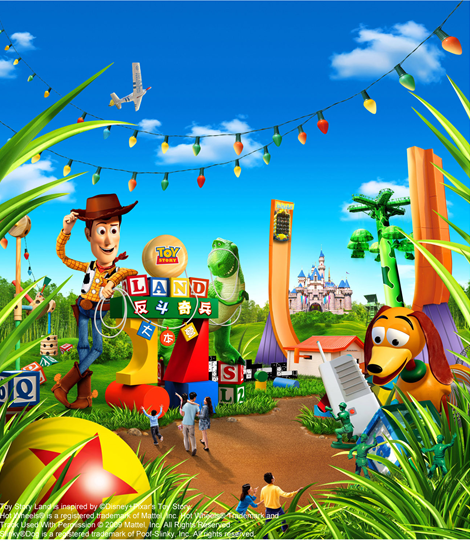 TOY
STORY
LAND
反斗奇兵
大本營
Q
S
Toy Story Land is inspired by ©Disney•Pixar's Toy Story.
Hot Wheels® is a registered trademark of Mattel, Inc. Hot Wheels® Trademark and
Track Used With Permission © 2009 Mattel, Inc. All Rights Reserved
Slinky®Dog is a registered trademark of Poof-Slinky, Inc. All rights reserved.